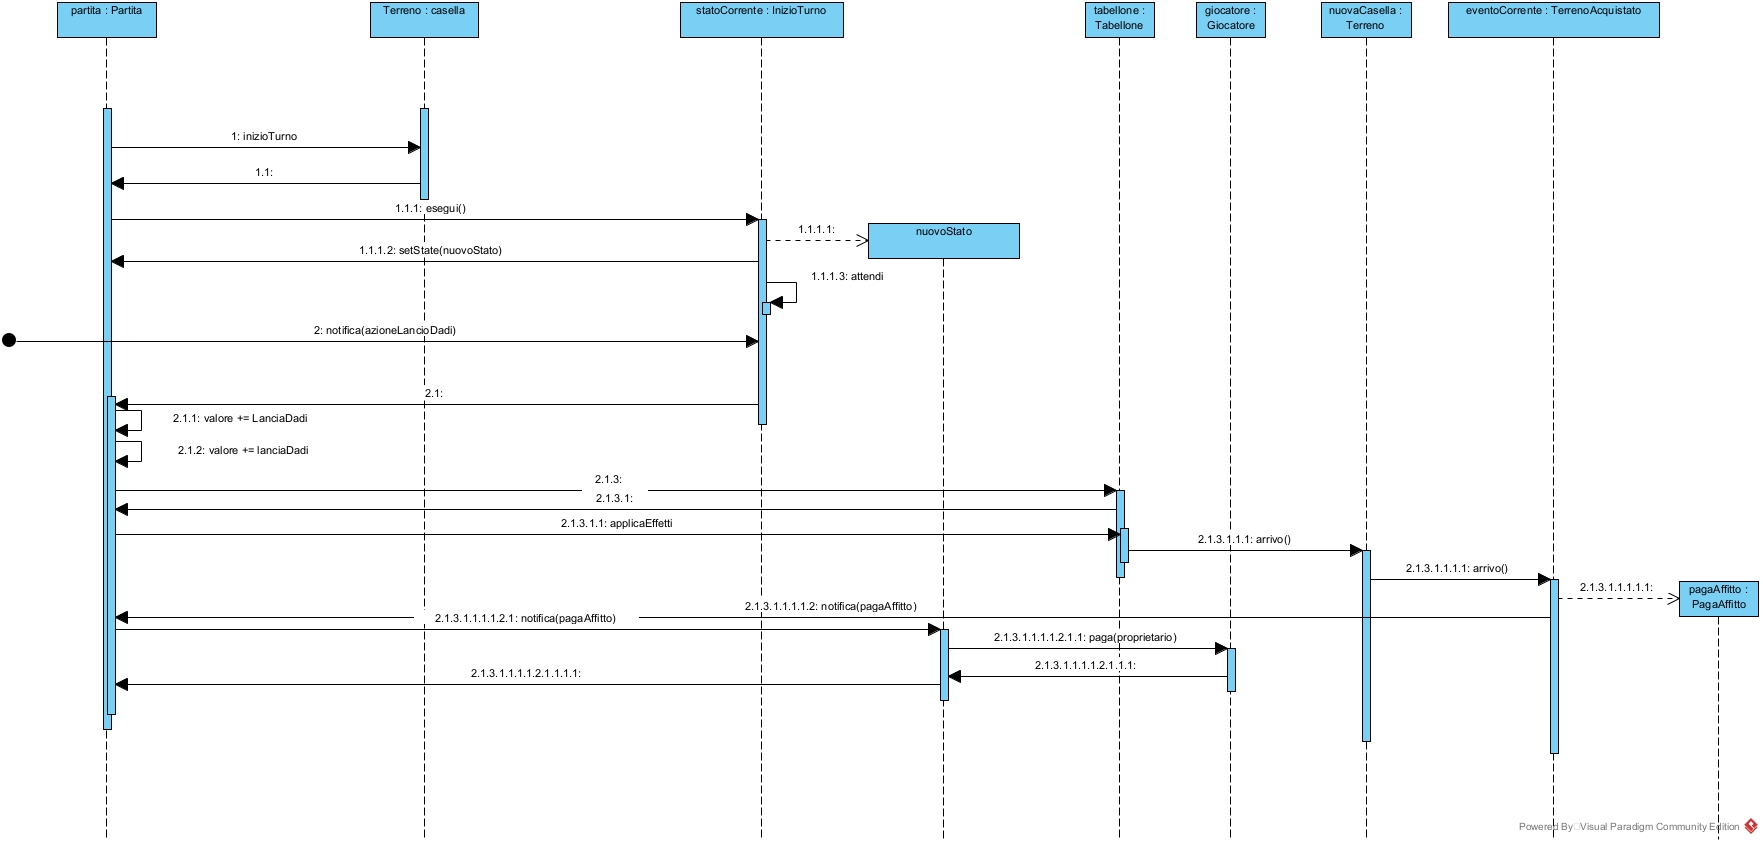 partita : Partita
Terreno : casella
statoCorrente : InizioTurno
tabellone :
Tabellone
giocatore :
Giocatore
nuovaCasella :
Terreno
eventoCorrente : TerrenoAcquistato
1: inizioTurno
1.1:
1.1.1: esegui()
1.1.1.1:
nuovoStato
1.1.1.2: setState(nuovoStato)
1.1.1.3: attendi
2: notifica(azioneLancioDadi)
2.1:
2.1.1: valore += LanciaDadi
2.1.2: valore += lanciaDadi
2.1.3:
2.1.3.1:
2.1.3.1.1: applicaEffetti
2.1.3.1.1.1: arrivo()
2.1.3.1.1.1.1: arrivo()
2.1.3.1.1.1.1.1:
pagaAffitto :
PagaAffitto
2.1.3.1.1.1.1.2: notifica(pagaAffitto)
2.1.3.1.1.1.1.2.1: notifica(pagaAffitto)
2.1.3.1.1.1.1.2.1.1: paga(proprietario)
2.1.3.1.1.1.1.2.1.1.1:
2.1.3.1.1.1.1.2.1.1.1.1:
Powered By Visual Paradigm Community Edition